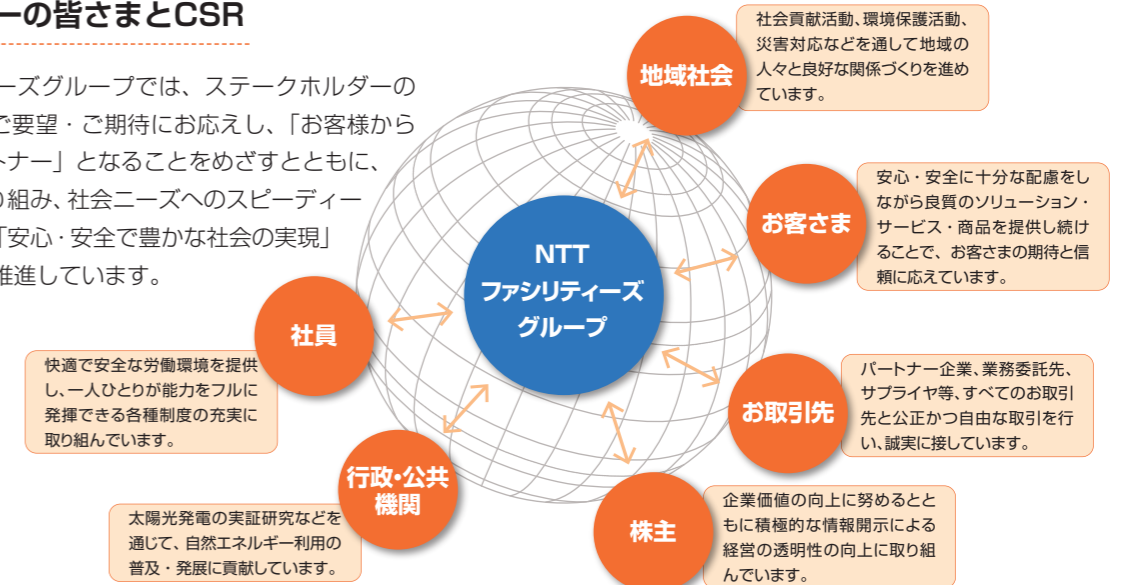 ーの皆さまとCSR
ーズグループでは、ステークホルダーの
ご要望・ご期待にお応えし、「お客様から
トナー」となることをめざすとともに、
り組み、社会ニーズへのスピーディー
「安心・安全で豊かな社会の実現」
推進しています。
地域社会
社会貢献活動、環境保護活動、
災害対応などを通して地域の
人々と良好な関係づくりを進め
ています。
お客さま
安心・安全に十分な配慮をし
ながら良質のソリューション・
サービス・商品を提供し続け
ることで、お客さまの期待と信
頼に応えています。
NTT
ファシリティーズ
グループ
社員
快適で安全な労働環境を提供
し、一人ひとりが能力をフルに
発揮できる各種制度の充実に
取り組んでいます。
お取引先
パートナー企業、業務委託先、
サプライヤ等、すべてのお取引
先と公正かつ自由な取引を行
い、誠実に接しています。
行政・公共
機関
太陽光発電の実証研究などを
通じて、自然エネルギー利用の
普及・発展に貢献しています。
株主
企業価値の向上に努めるとと
もに積極的な情報開示による
経営の透明性の向上に取り組
んでいます。